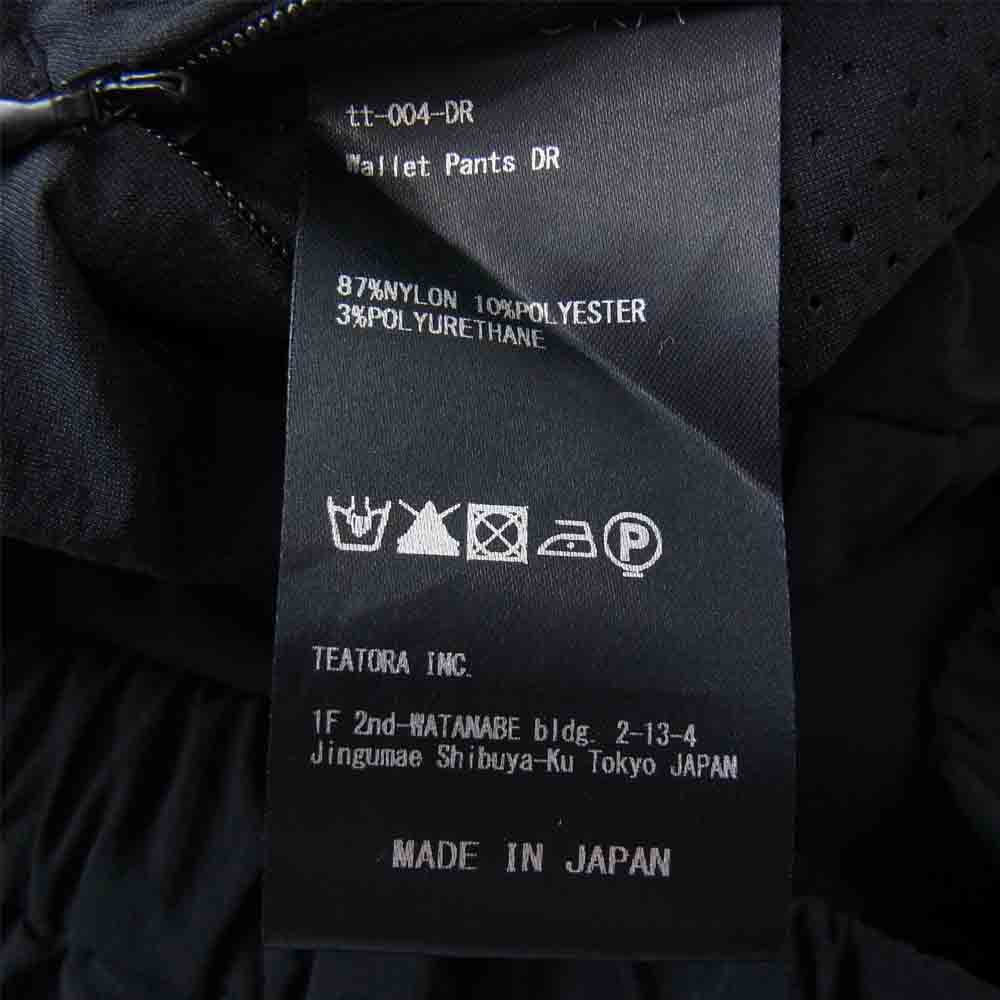 tt-004-DR
Wallet Pants DR
87%NYLON 10%POLYESTER
3%POLYURETHANE
P
TEATORA INC.
1F 2nd-WATANABE bldg. 2-13-4
Jingumae Shibuya-Ku Tokyo JAPAN
MADE IN JAPAN